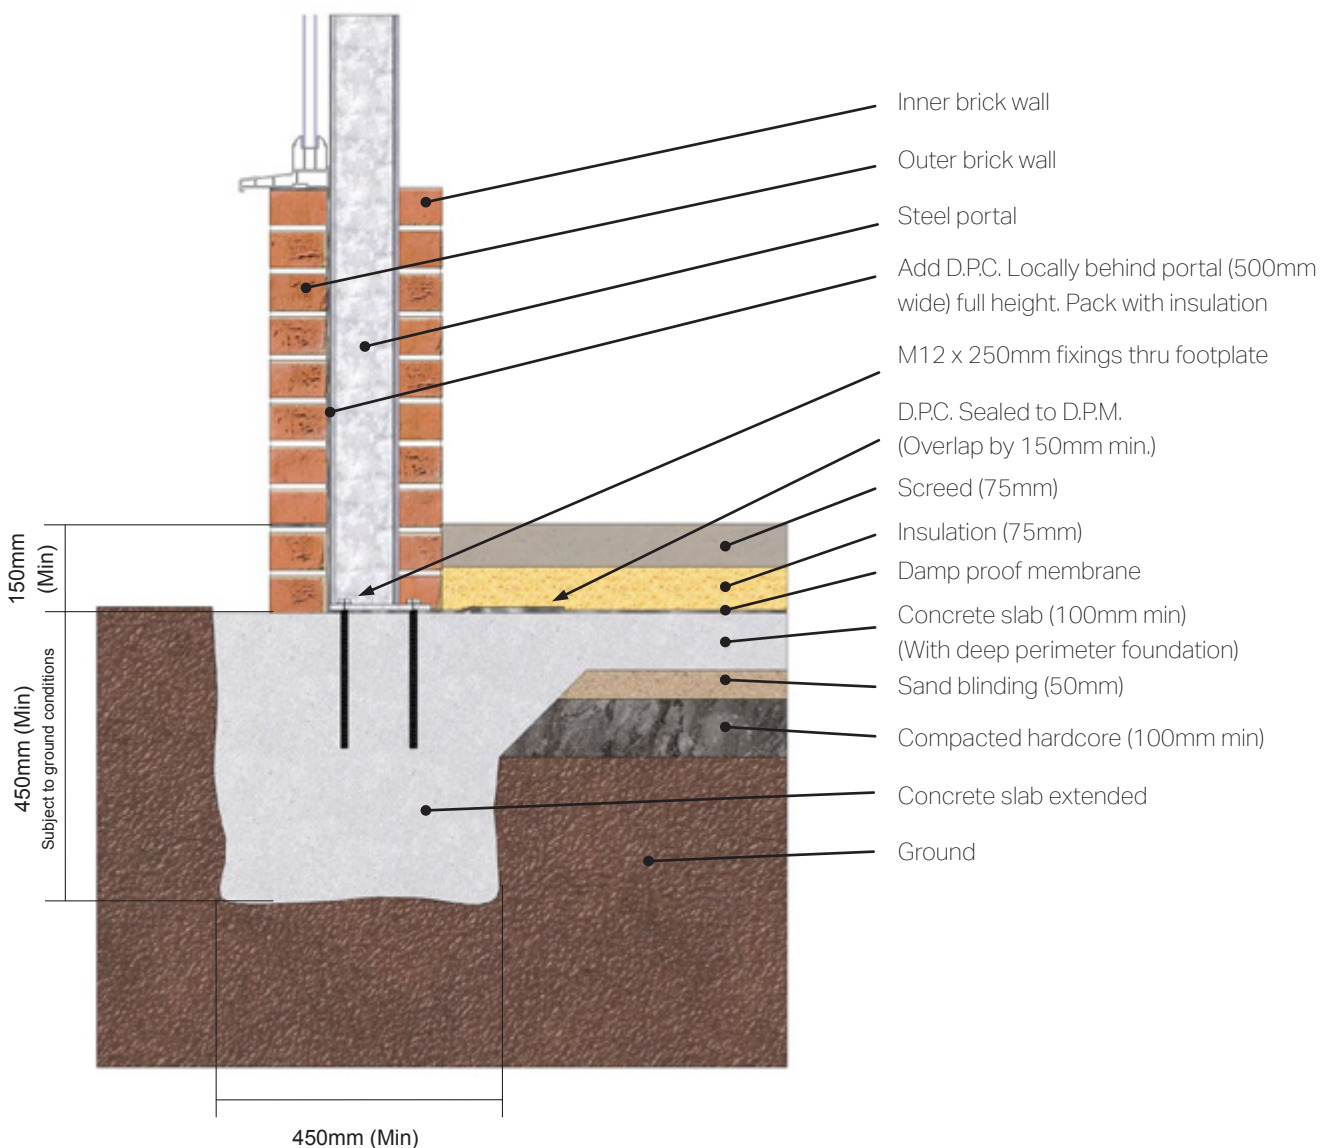 Inner brick wall
Outer brick wall
Steel portal
Add D.P.C. Locally behind portal (500mm
wide) full height. Pack with insulation
M12 x 250mm fixings thru footplate
D.P.C. Sealed to D.P.M.
(Overlap by 150mm min.)
Screed (75mm)
Insulation (75mm)
Damp proof membrane
Concrete slab (100mm min)
(With deep perimeter foundation)
Sand blinding (50mm)
Compacted hardcore (100mm min)
Concrete slab extended
Ground
150mm
(Min)
450mm (Min)
Subject to ground conditions
450mm (Min)